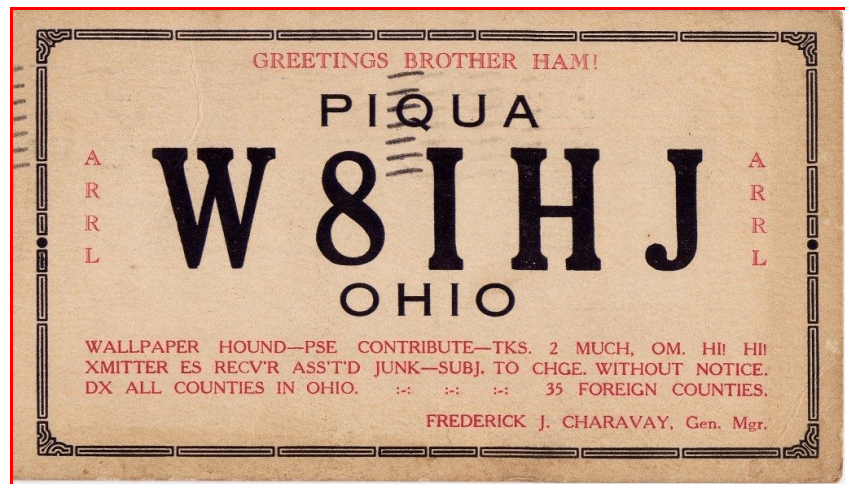 GREETINGS BROTHER HAM!
PIQUA
A R R L
W8IHJ
A R R L
OHIO
WALLPAPER HOUND—PSE CONTRIBUTE—TKS. 2 MUCH, OM. HI! HI!
XMITTER ES RECV'R ASS'T'D JUNK—SUBJ. TO CHGE. WITHOUT NOTICE.
DX ALL COUNTIES IN OHIO. :-: :-: :-: 35 FOREIGN COUNTIES.
FREDERICK J. CHARAVAY, Gen. Mgr.